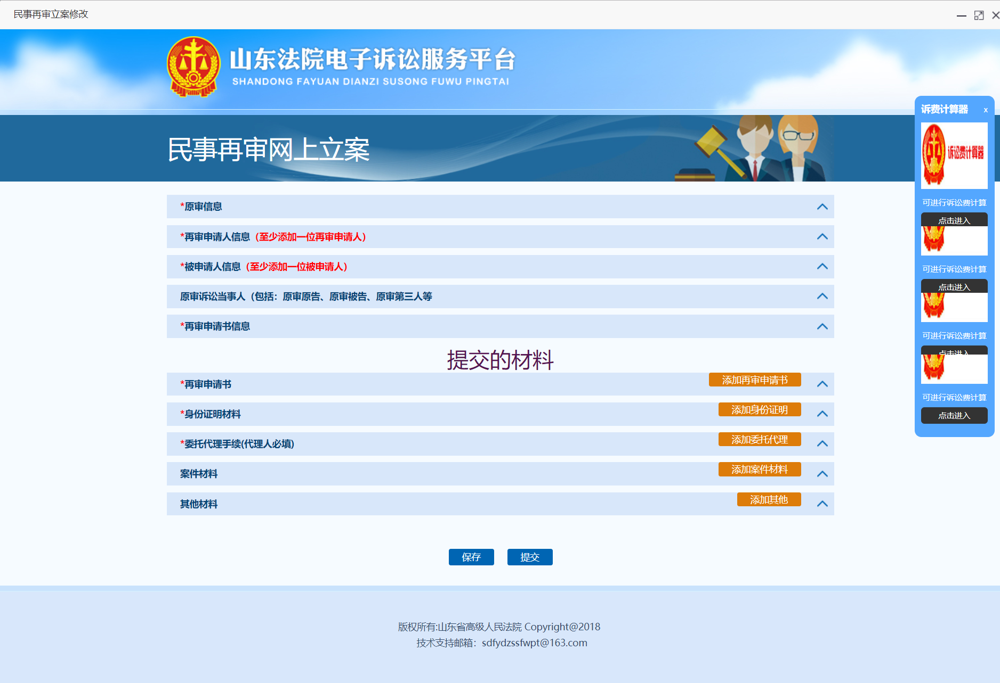 民事再审立案修改
山东法院电子诉讼服务平台
SHANDONG FAYUAN DIANZI SUSONG FUWU PINGTAI
民事再审网上立案
*原审信息
*再审申请人信息（至少添加一位再审申请人）
*被申请人信息（至少添加一位被申请人）
原审诉讼当事人（包括：原审原告、原审被告、原审第三人等
*再审申请书信息
提交的材料
*再审申请书
添加再审申请书
*身份证明材料
添加身份证明
*委托代理手续(代理人必填)
添加委托代理
案件材料
添加案件材料
其他材料
添加其他
保存
提交
诉费计算器 x
诉讼费计算器
可进行诉讼费计算
点击进入
可进行诉讼费计算
点击进入
可进行诉讼费计算
点击进入
可进行诉讼费计算
点击进入
版权所有:山东省高级人民法院 Copyright@2018
技术支持邮箱：sdfydzssfwpt@163.com